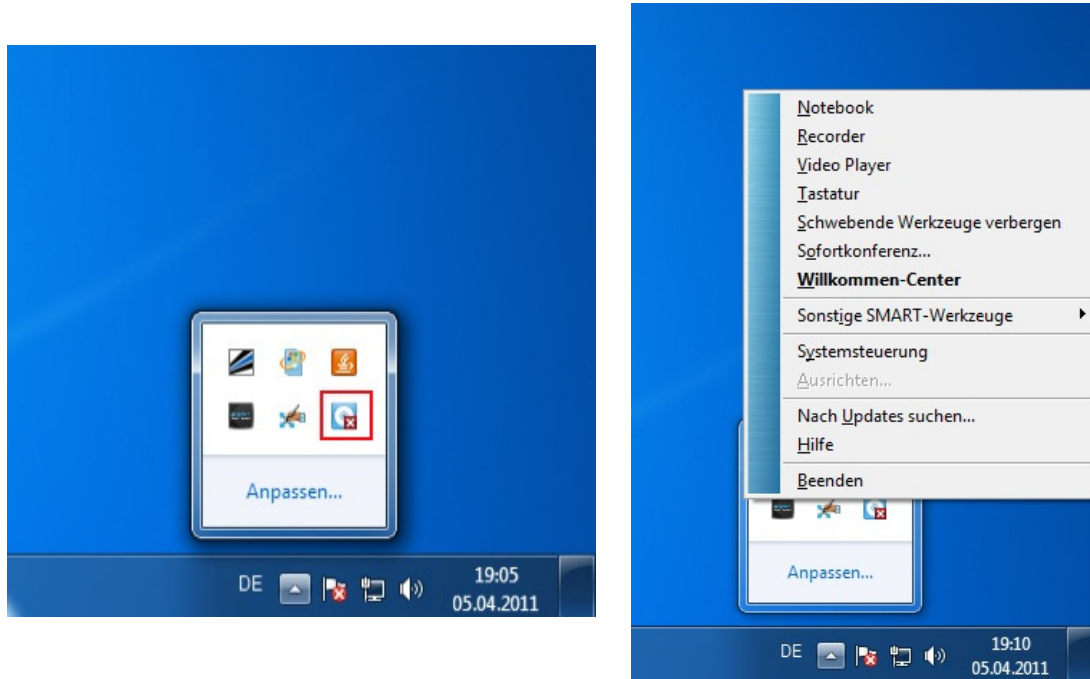 Anpassen...
DE
19:05
05.04.2011
Notebook
Recorder
Video Player
Tastatur
Schwebende Werkzeuge verbergen
Sofortkonferenz...
Willkommen-Center
Sonstige SMART-Werkzeuge
Systemsteuerung
Ausrichten...
Nach Updates suchen...
Hilfe
Beenden
Anpassen...
DE
19:10
05.04.2011